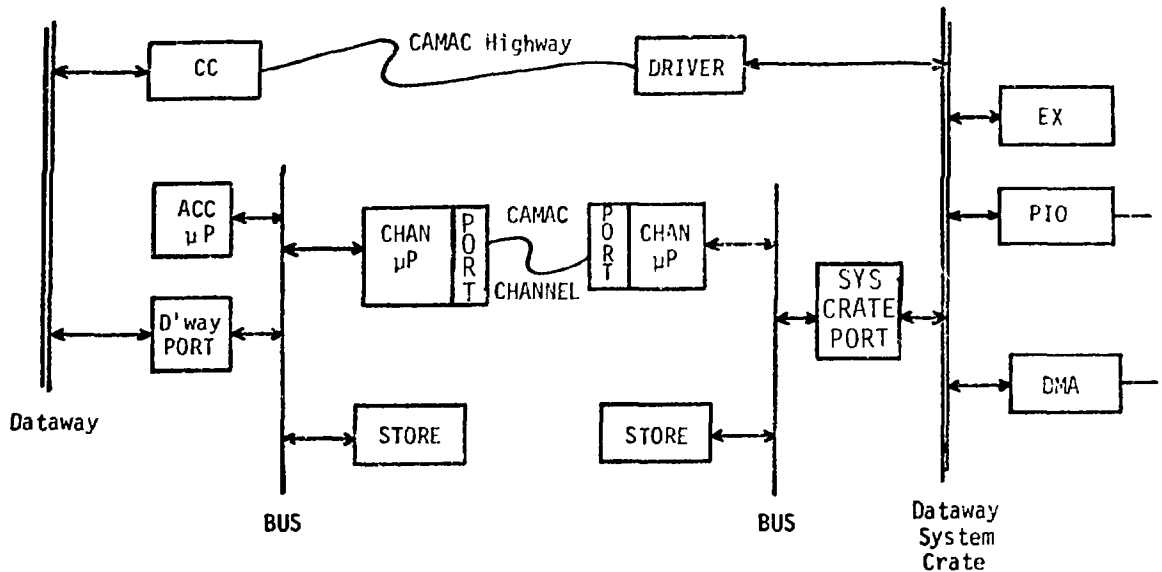 CC
CAMAC Highway
DRIVER
EX
ACC
μP
CHAN
μP
PORT
CAMAC
CHANNEL
PORT
CHAN
μP
PIO
D'way
PORT
SYS
CRATE
PORT
DMA
Dataway
STORE
STORE
BUS
BUS
Dataway
System
Crate